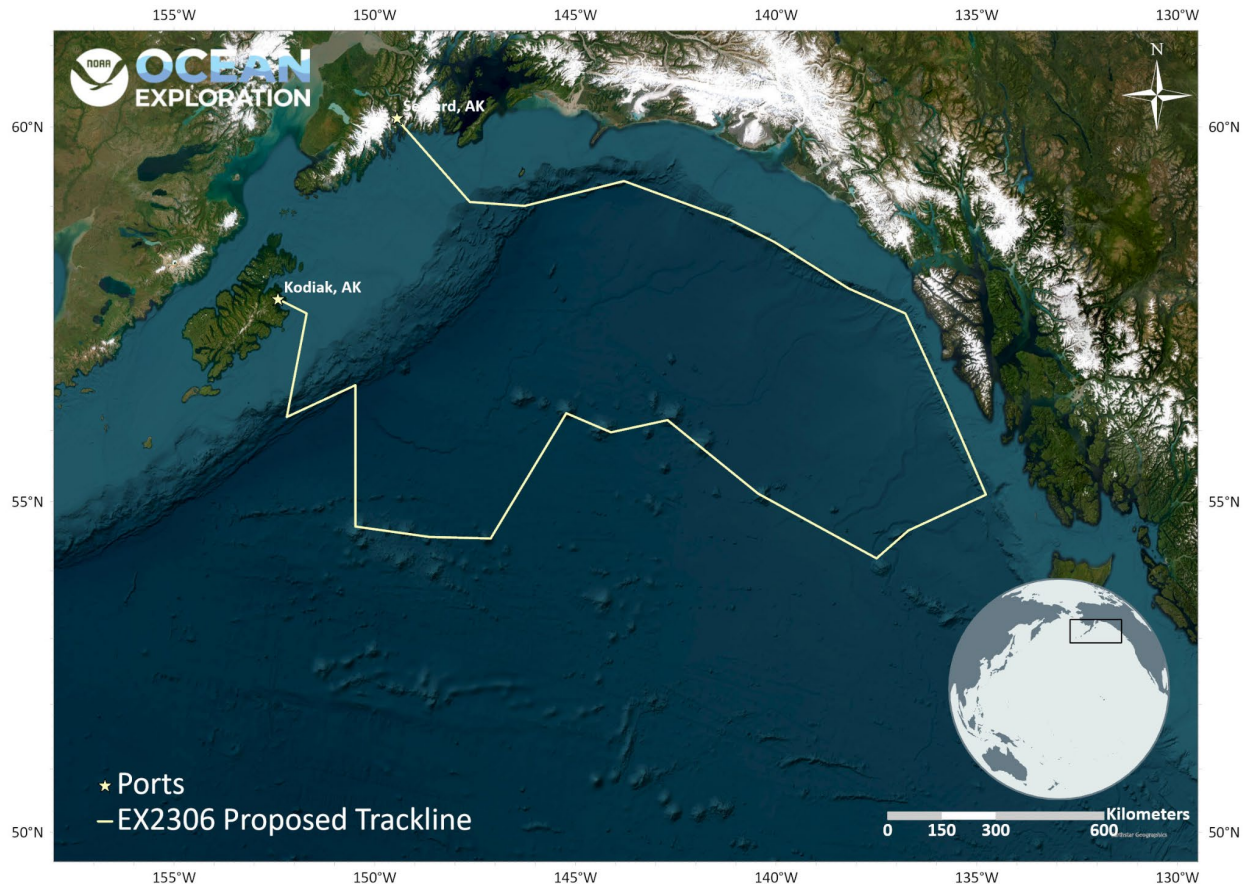 155°W 150°W 145°W 140°W 135°W 130°W
NOAA
OCEAN
EXPLORATION
N
Seward, AK
60°N 60°N
Kodiak, AK
55°N 55°N
Ports
EX2306 Proposed Trackline
Kilometers
0 150 300 600
50°N 50°N
155°W 150°W 145°W 140°W 135°W 130°W